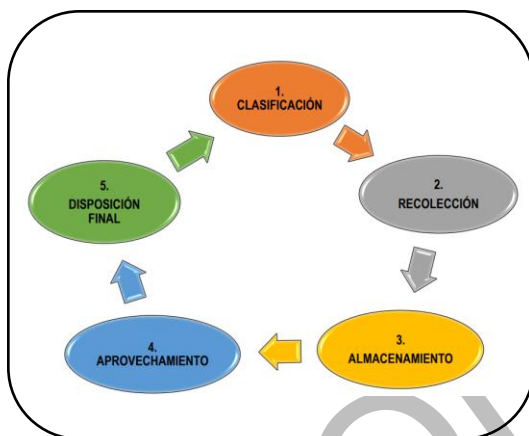 1.
CLASIFICACIÓN
2.
RECOLECCIÓN
3.
ALMACENAMIENTO
4.
APROVECHAMIENTO
5.
DISPOSICIÓN
FINAL